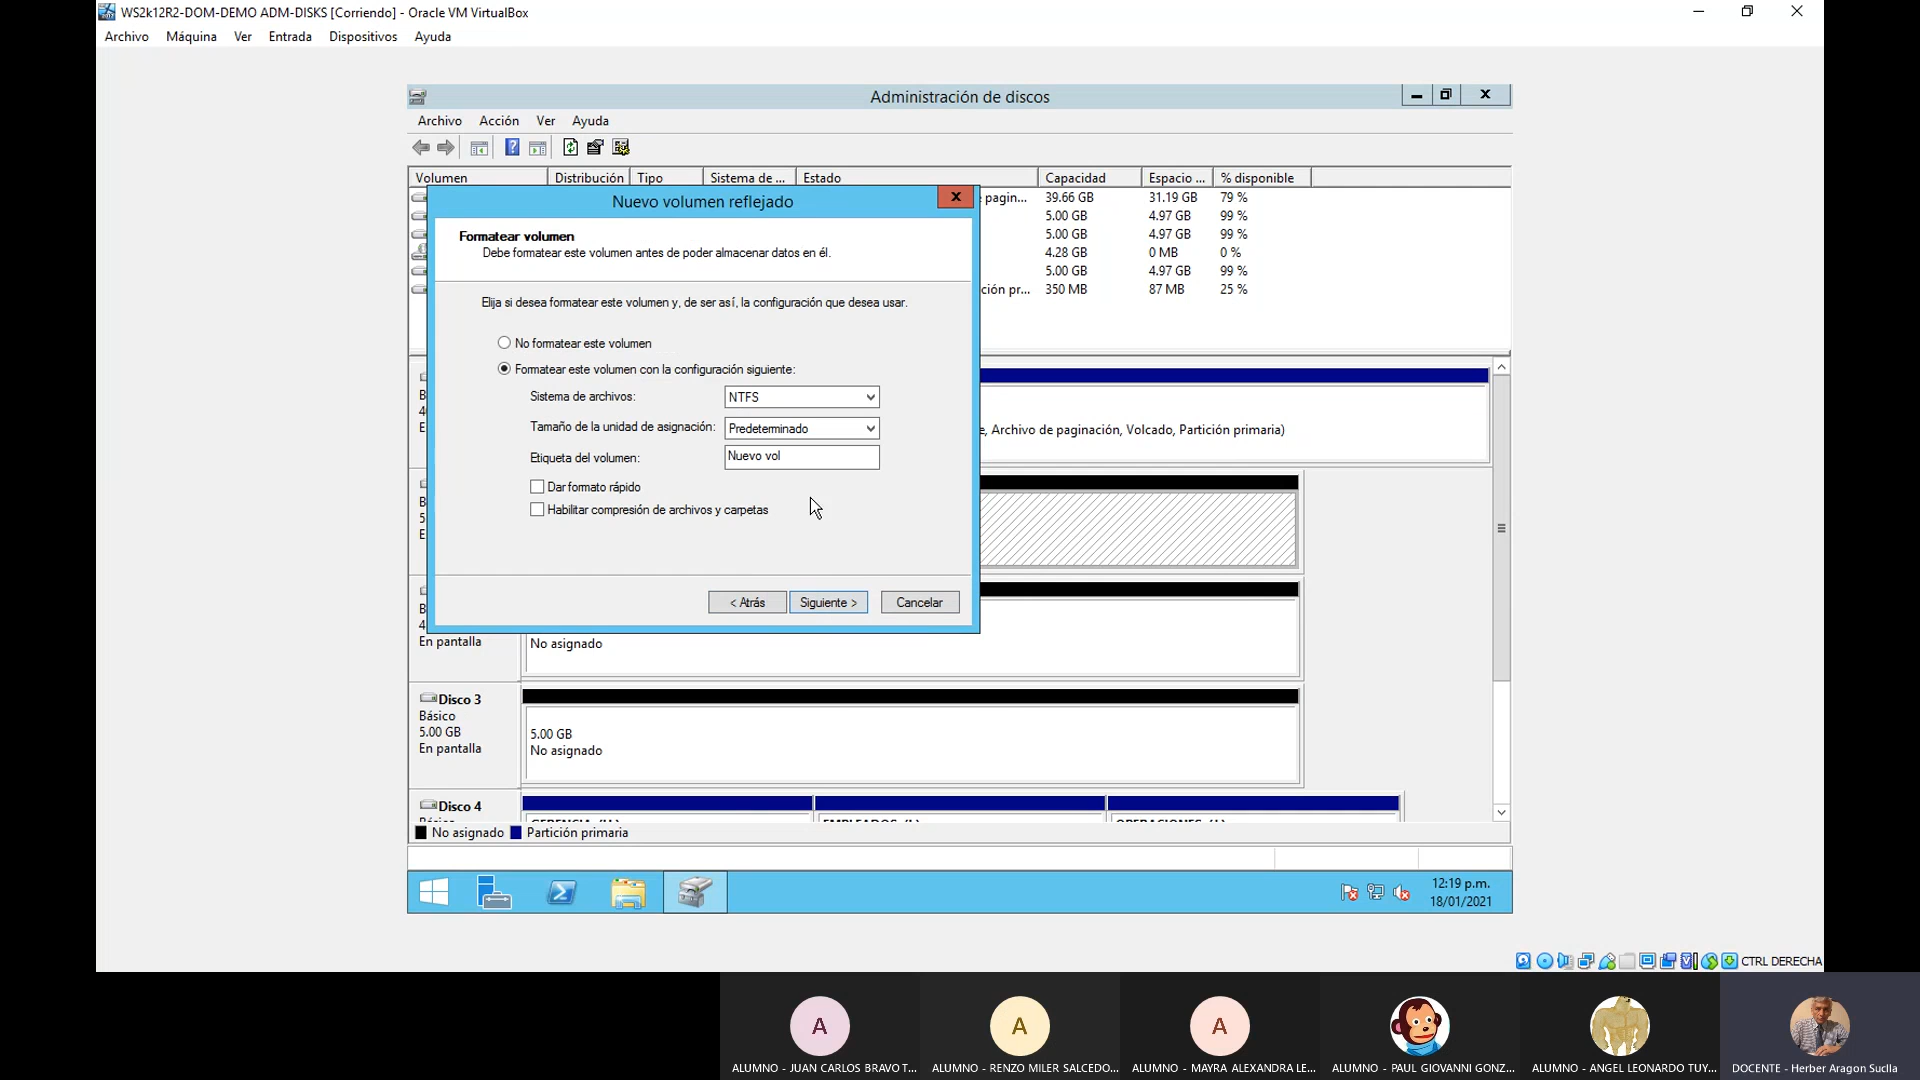 WS2k12R2-DOM-DEMO ADM-DISKS [Corriendo] - Oracle VM VirtualBox
Archivo Máquina Ver Entrada Dispositivos Ayuda
Administración de discos
Archivo Acción Ver Ayuda
Volumen Distribución Tipo Sistema de ... Estado Capacidad Espacio ... % disponible
pagin... 39.66 GB 31.19 GB 79 %
5.00 GB 4.97 GB 99 %
5.00 GB 4.97 GB 99 %
4.28 GB 0 MB 0 %
5.00 GB 4.97 GB 99 %
ción pr... 350 MB 87 MB 25 %
Nuevo volumen reflejado
Formatear volumen
Debe formatear este volumen antes de poder almacenar datos en él.
Elija si desea formatear este volumen y, de ser así, la configuración que desea usar.
No formatear este volumen
Formatear este volumen con la configuración siguiente:
Sistema de archivos: NTFS
Tamaño de la unidad de asignación: Predeterminado
Etiqueta del volumen: Nuevo vol
Dar formato rápido
Habilitar compresión de archivos y carpetas
< Atrás Siguiente > Cancelar
, Archivo de paginación, Volcado, Partición primaria)
En pantalla
No asignado
Disco 3
Básico
5.00 GB
En pantalla
5.00 GB
No asignado
Disco 4
No asignado Partición primaria
12:19 p.m.
18/01/2021
CTRL DERECHA
A A A
ALUMNO - JUAN CARLOS BRAVO T... ALUMNO - RENZO MILER SALCEDO... ALUMNO - MAYRA ALEXANDRA LE... ALUMNO - PAUL GIOVANNI GONZ... ALUMNO - ANGEL LEONARDO TUY... DOCENTE - Herber Aragon Suclla